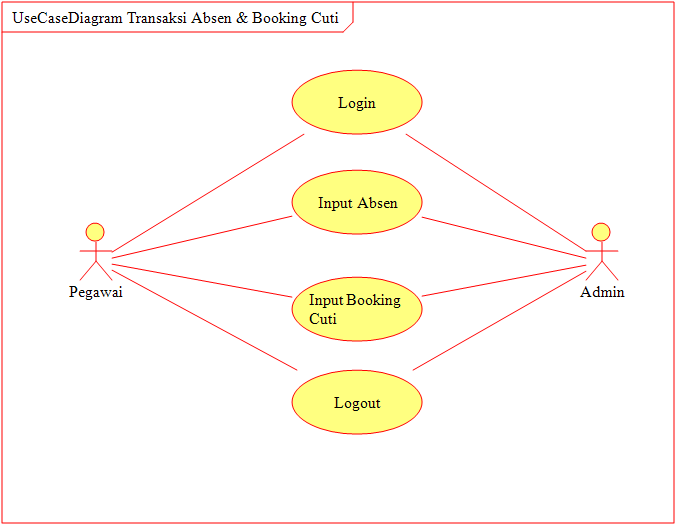 UseCaseDiagram Transaksi Absen & Booking Cuti
Login
Input Absen
Pegawai
Admin
Input Booking
Cuti
Logout